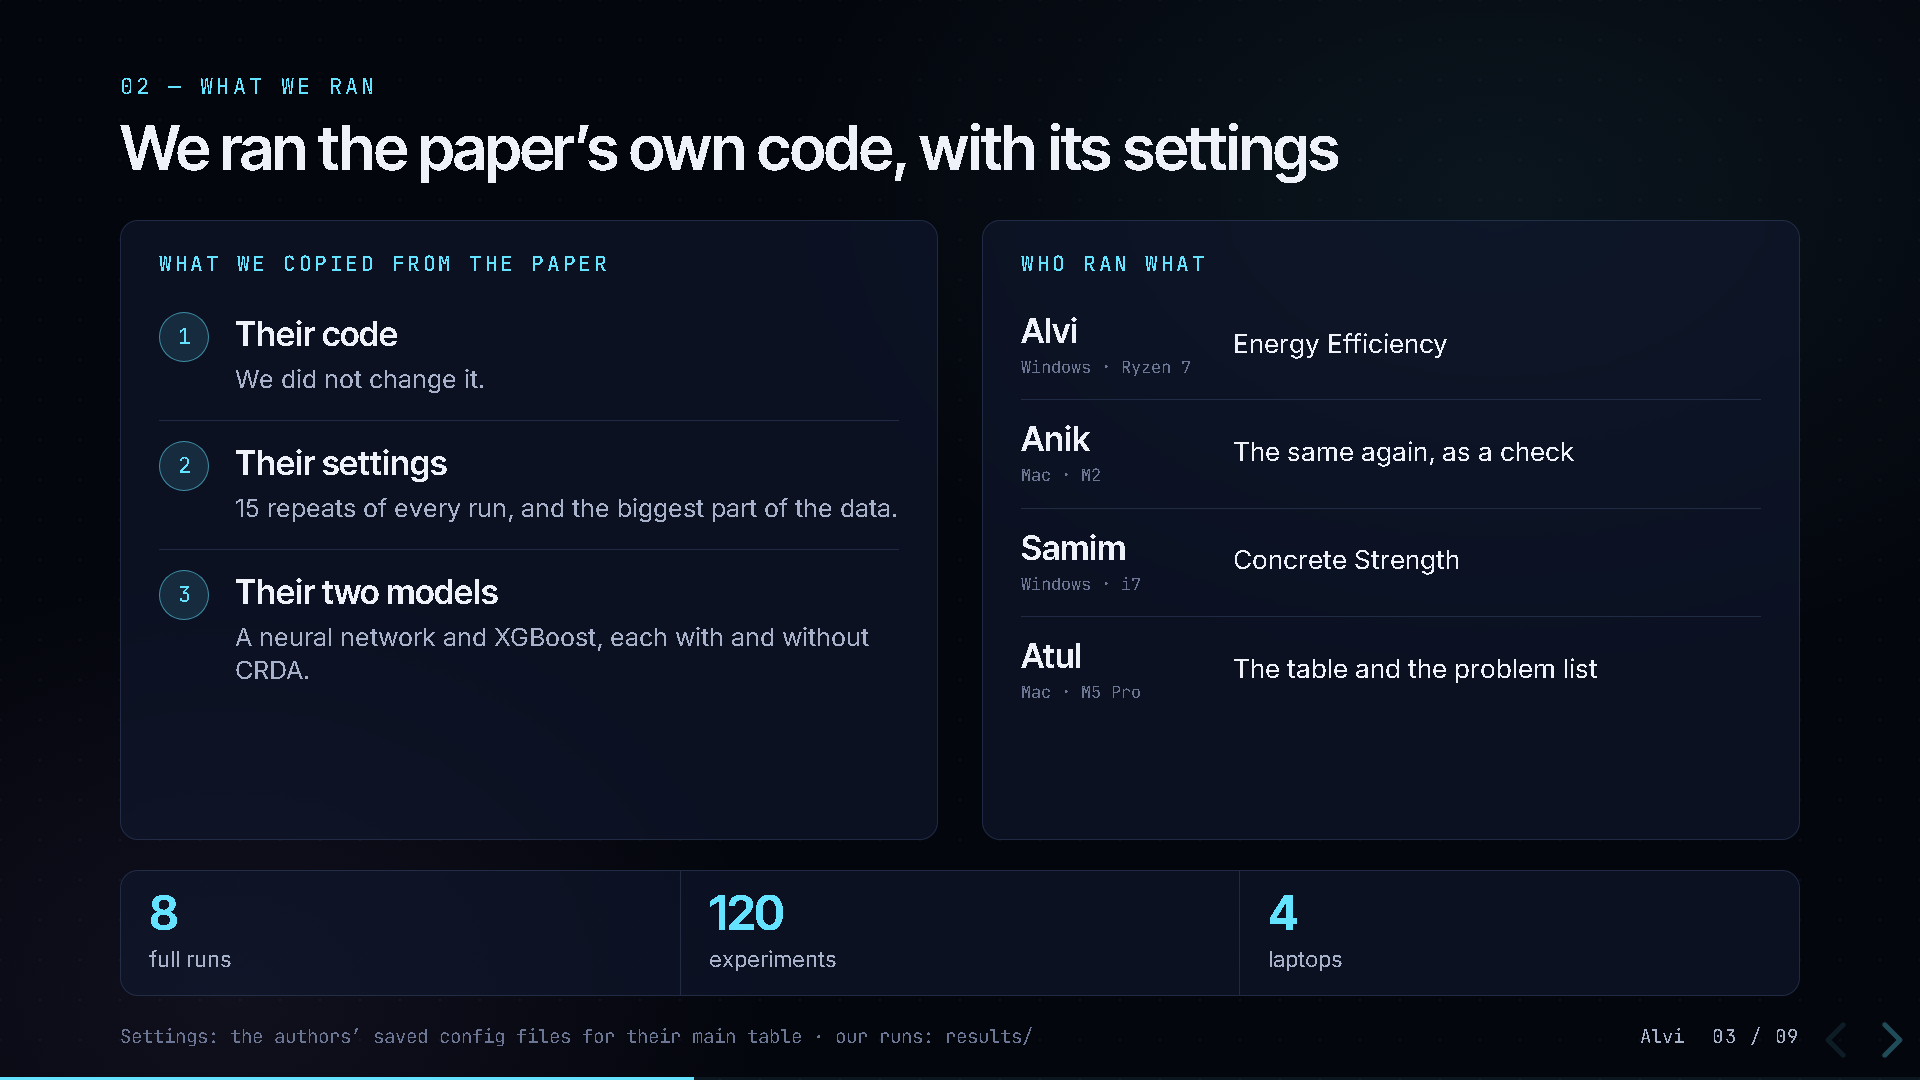 02 — WHAT WE RAN
We ran the paper’s own code, with its settings
WHAT WE COPIED FROM THE PAPER
1
Their code
We did not change it.
2
Their settings
15 repeats of every run, and the biggest part of the data.
3
Their two models
A neural network and XGBoost, each with and without
CRDA.
WHO RAN WHAT
Alvi
Windows · Ryzen 7
Energy Efficiency
Anik
Mac · M2
The same again, as a check
Samim
Windows · i7
Concrete Strength
Atul
Mac · M5 Pro
The table and the problem list
8
full runs
120
experiments
4
laptops
Settings: the authors’ saved config files for their main table · our runs: results/
Alvi 03 / 09